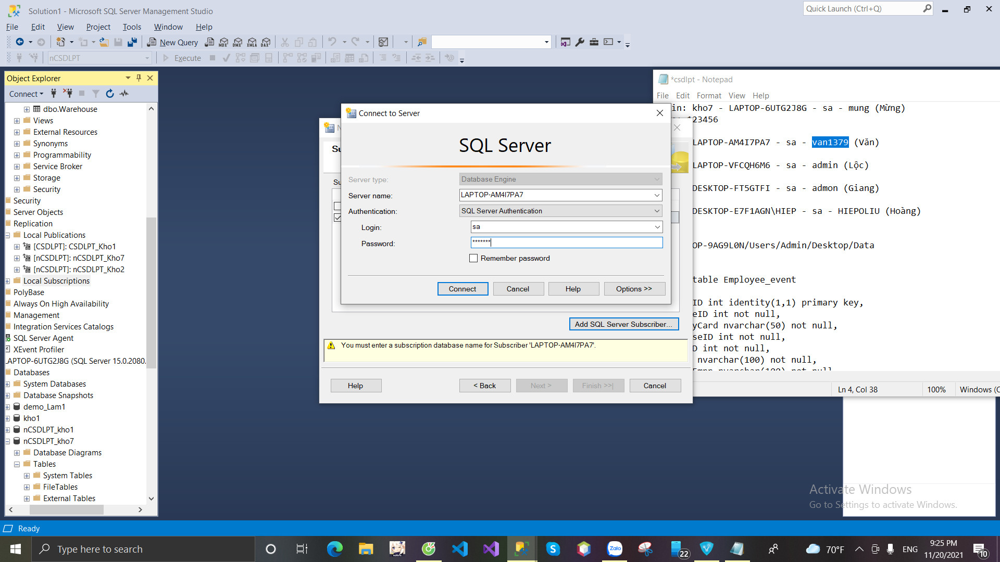 Solution1 - Microsoft SQL Server Management Studio
Quick Launch (Ctrl+Q)
File Edit View Project Tools Window Help
New Query MDX DMX XMLA DAX
nCSDLPT Execute
Object Explorer
Connect
dbo.Warehouse
Views
External Resources
Synonyms
Programmability
Service Broker
Storage
Security
Security
Server Objects
Replication
Local Publications
[CSDLPT]: CSDLPT_Kho1
[nCSDLPT]: nCSDLPT_Kho7
[nCSDLPT]: nCSDLPT_Kho2
Local Subscriptions
PolyBase
Always On High Availability
Management
Integration Services Catalogs
SQL Server Agent
XEvent Profiler
LAPTOP-6UTG2J8G (SQL Server 15.0.2080.
Databases
System Databases
Database Snapshots
demo_Lam1
kho1
nCSDLPT_kho1
nCSDLPT_kho7
Database Diagrams
Tables
System Tables
FileTables
External Tables
Connect to Server
SQL Server
Server type: Database Engine
Server name: LAPTOP-AM4I7PA7
Authentication: SQL Server Authentication
Login: sa
Password: *******
Remember password
Connect Cancel Help Options >>
N
Su
Su
Add SQL Server Subscriber...
You must enter a subscription database name for Subscriber 'LAPTOP-AM4I7PA7'.
Help < Back Next > Finish >>| Cancel
*csdlpt - Notepad
File Edit Format View Help
in: kho7 - LAPTOP-6UTG2J8G - sa - mung (Mừng)
123456
LAPTOP-AM4I7PA7 - sa - van1379 (Văn)
LAPTOP-VFCQH6M6 - sa - admin (Lộc)
DESKTOP-FT5GTFI - sa - admon (Giang)
DESKTOP-E7F1AGN\HIEP - sa - HIEPOLIU (Hoàng)
OP-9AG9L0N/Users/Admin/Desktop/Data
table Employee_event
ID int identity(1,1) primary key,
eID int not null,
yCard nvarchar(50) not null,
seID int not null,
D int not null,
nvarchar(100) not null,
Ln 4, Col 38 100% Windows (C
Activate Windows
Go to Settings to activate Windows.
Ready
Type here to search
Zalo
22
70°F
ENG
9:25 PM
11/20/2021
10